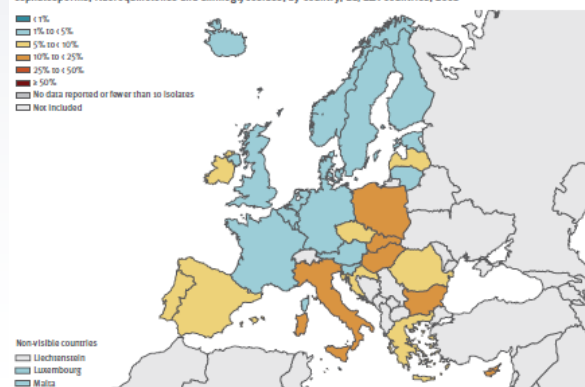 < 1%
1% to < 5%
5% to < 10%
10% to < 25%
25% to < 50%
≥ 50%
No data reported or fewer than 10 isolates
Not included
Non-visible countries
Liechtenstein
Luxembourg
Malta